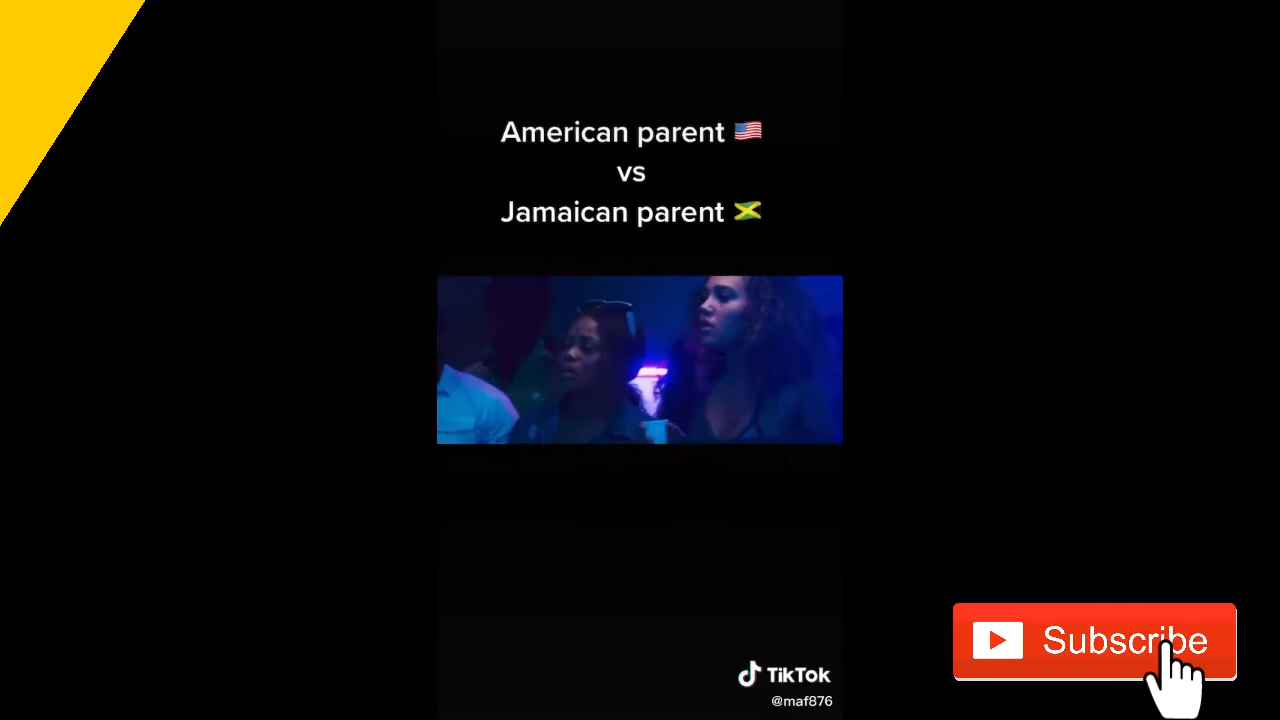 American parent 🇺🇸
vs
Jamaican parent 🇯🇲
TikTok
@maf876
Subscribe